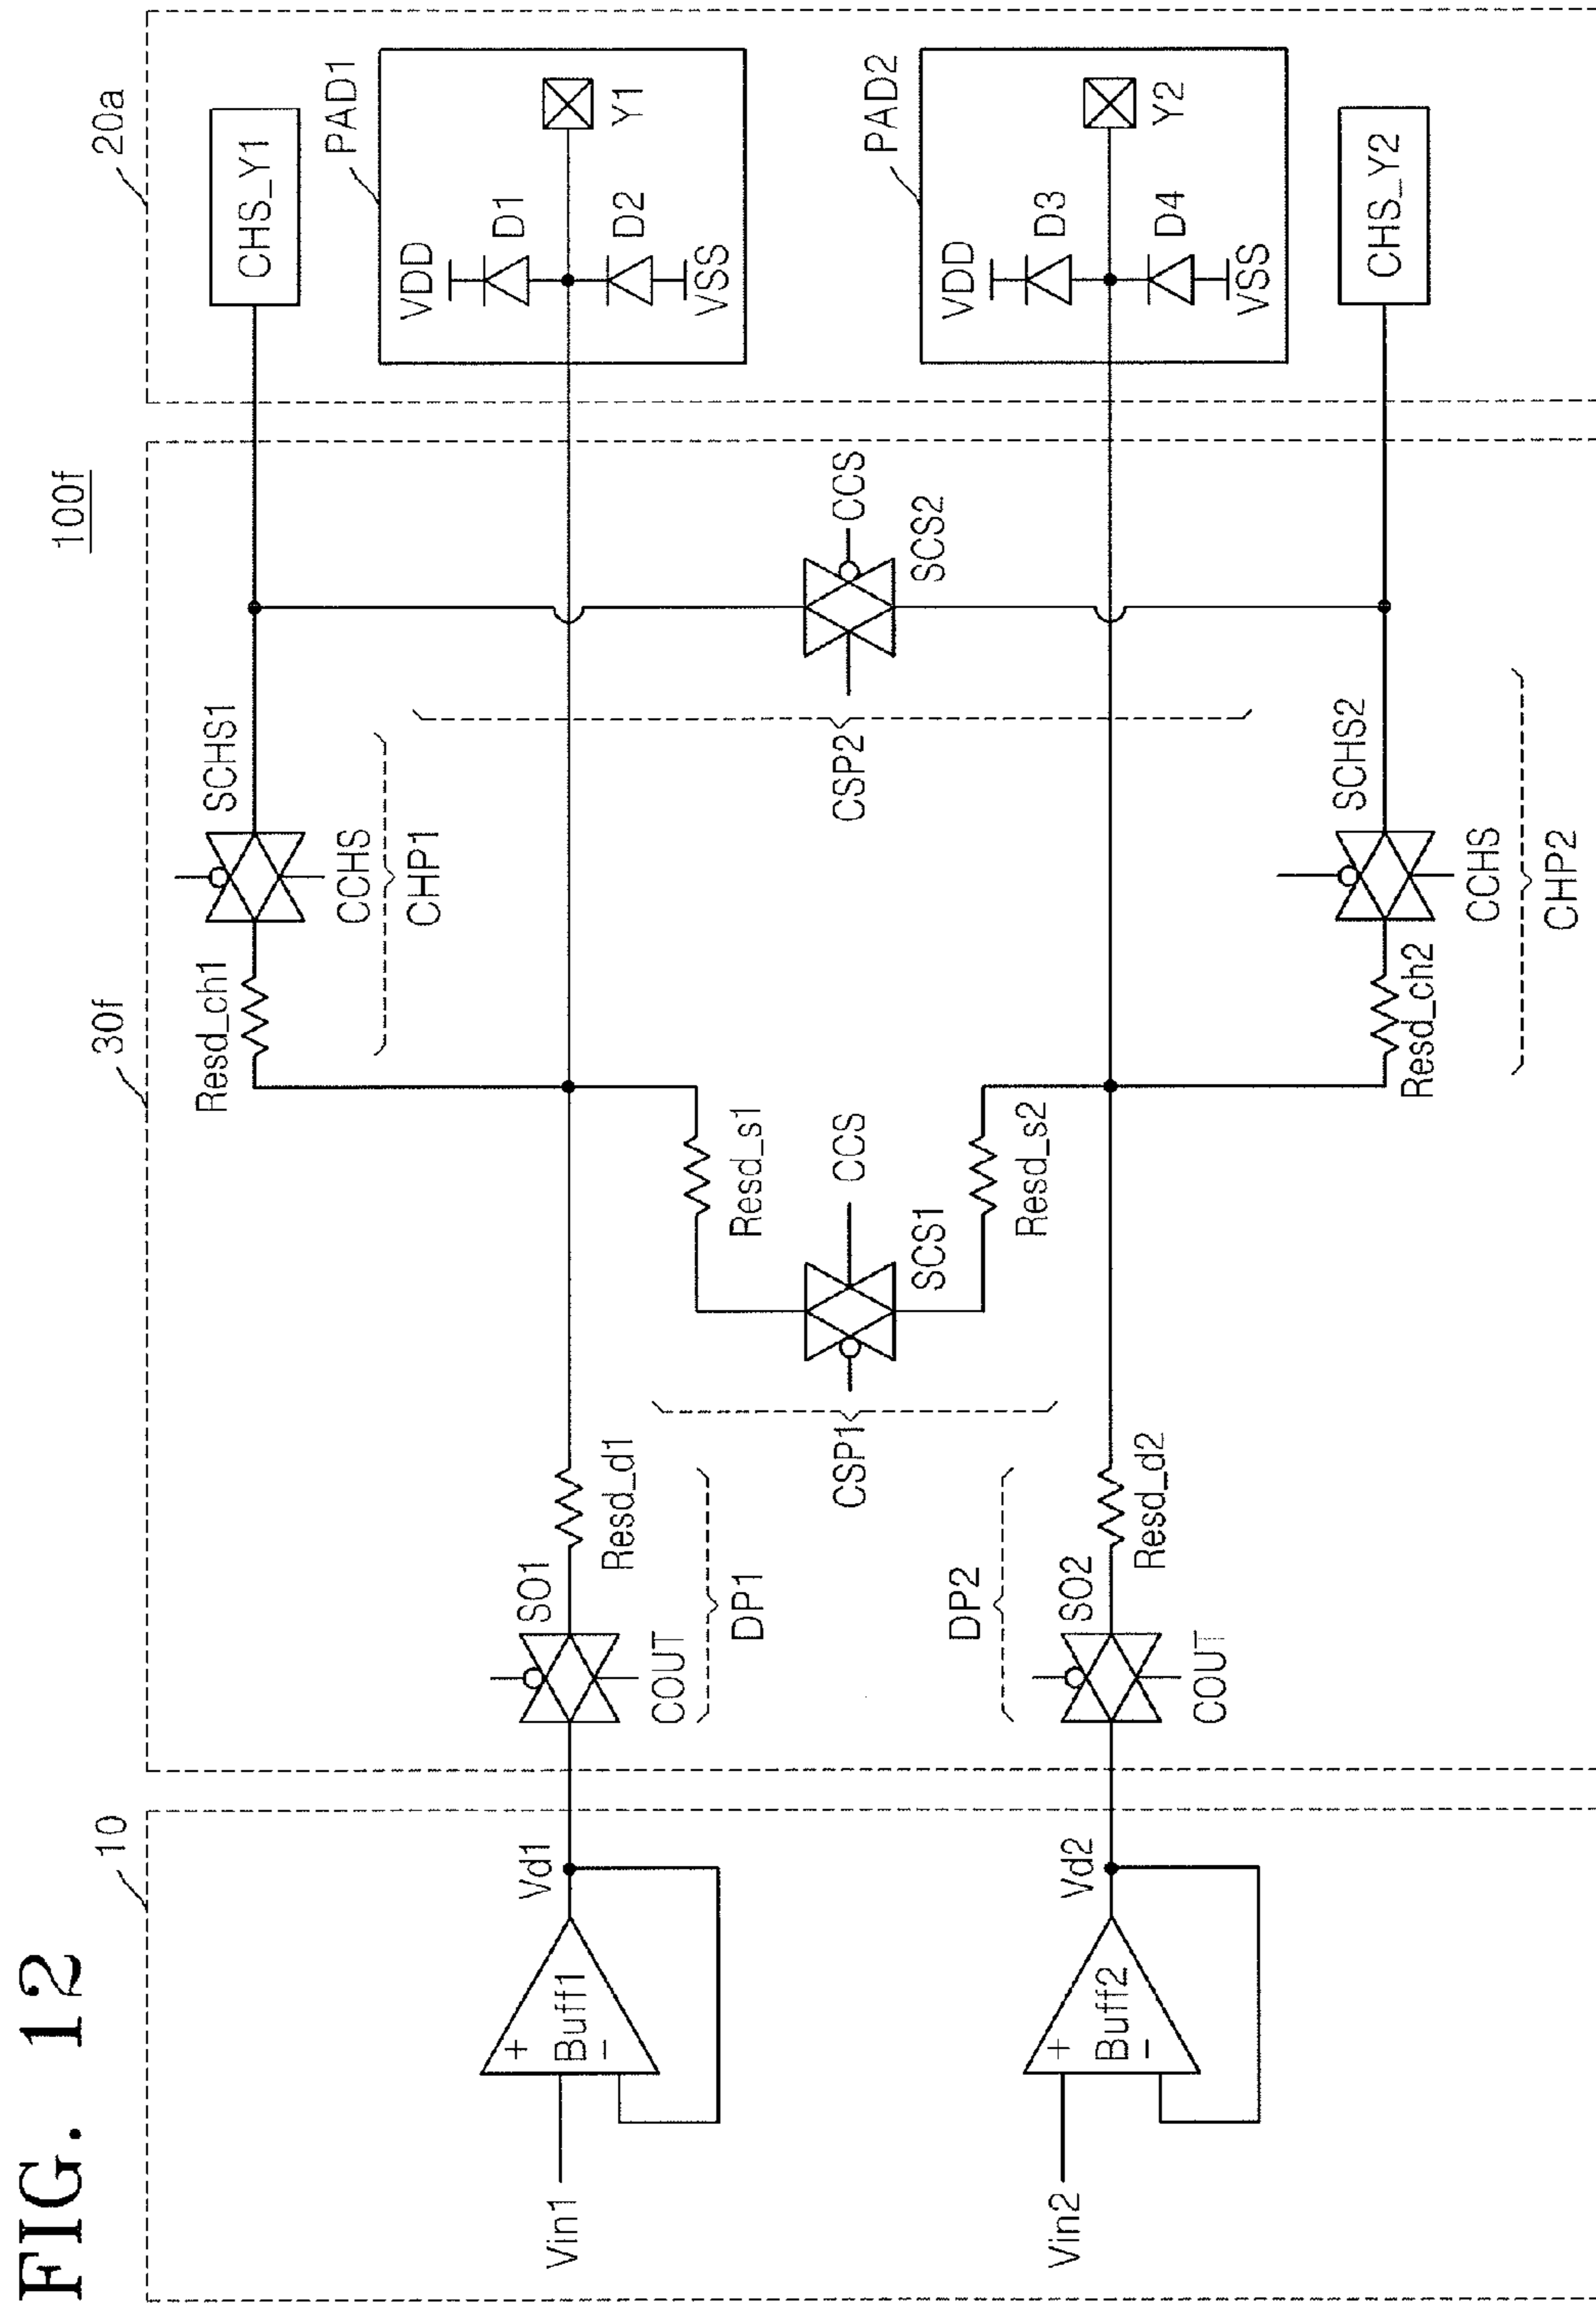 FIG. 12
100f
10
30f
20a
Vin1
+
Buff1
-
Vd1
SO1
COUT
Resd_d1
DP1
Resd_ch1
SCHS1
CCHS
CHP1
CHS_Y1
PAD1
VDD
D1
D2
VSS
Y1
CSP1
Resd_s1
CCS
SCS1
Resd_s2
CSP2
CCS
SCS2
Vin2
+
Buff2
-
Vd2
DP2
SO2
COUT
Resd_d2
PAD2
VDD
D3
D4
VSS
Y2
Resd_ch2
SCHS2
CCHS
CHP2
CHS_Y2